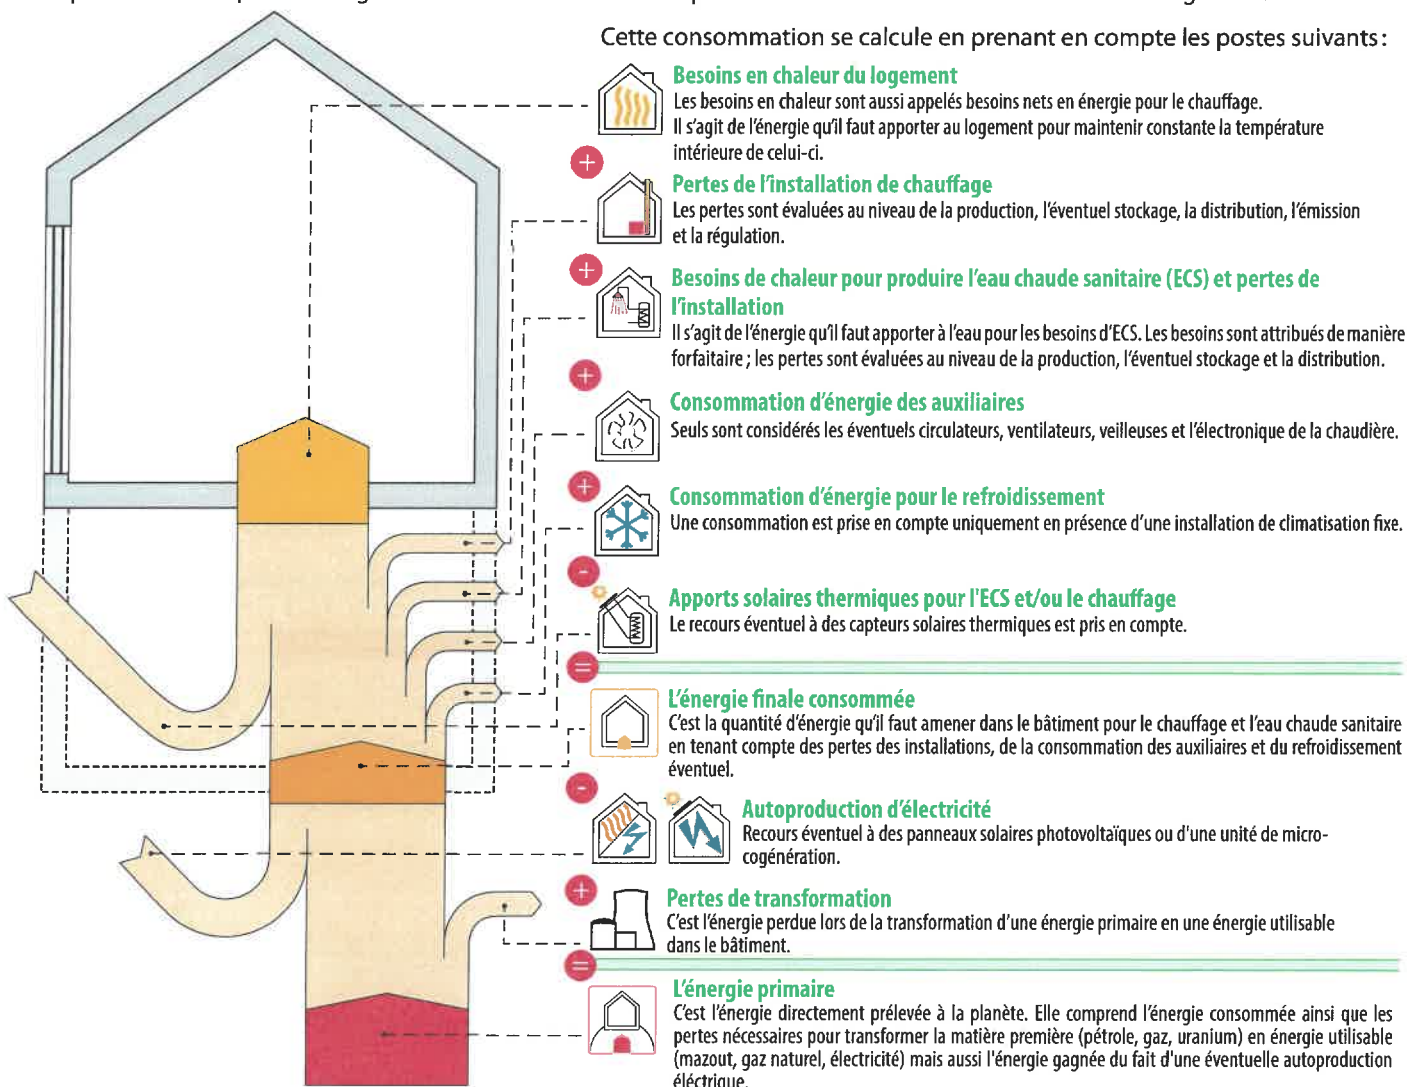 Cette consommation se calcule en prenant en compte les postes suivants :
Besoins en chaleur du logement
Les besoins en chaleur sont aussi appelés besoins nets en énergie pour le chauffage.
Il s'agit de l'énergie qu'il faut apporter au logement pour maintenir constante la température
intérieure de celui-ci.
+
Pertes de l'installation de chauffage
Les pertes sont évaluées au niveau de la production, l'éventuel stockage, la distribution, l'émission
et la régulation.
+
Besoins de chaleur pour produire l'eau chaude sanitaire (ECS) et pertes de
l'installation
Il s'agit de l'énergie qu'il faut apporter à l'eau pour les besoins d'ECS. Les besoins sont attribués de manière
forfaitaire ; les pertes sont évaluées au niveau de la production, l'éventuel stockage et la distribution.
+
Consommation d'énergie des auxiliaires
Seuls sont considérés les éventuels circulateurs, ventilateurs, veilleuses et l'électronique de la chaudière.
+
Consommation d'énergie pour le refroidissement
Une consommation est prise en compte uniquement en présence d'une installation de climatisation fixe.
-
Apports solaires thermiques pour l'ECS et/ou le chauffage
Le recours éventuel à des capteurs solaires thermiques est pris en compte.
=
L'énergie finale consommée
C'est la quantité d'énergie qu'il faut amener dans le bâtiment pour le chauffage et l'eau chaude sanitaire
en tenant compte des pertes des installations, de la consommation des auxiliaires et du refroidissement
éventuel.
-
Autoproduction d'électricité
Recours éventuel à des panneaux solaires photovoltaïques ou d'une unité de micro-
cogénération.
+
Pertes de transformation
C'est l'énergie perdue lors de la transformation d'une énergie primaire en une énergie utilisable
dans le bâtiment.
=
L'énergie primaire
C'est l'énergie directement prélevée à la planète. Elle comprend l'énergie consommée ainsi que les
pertes nécessaires pour transformer la matière première (pétrole, gaz, uranium) en énergie utilisable
(mazout, gaz naturel, électricité) mais aussi l'énergie gagnée du fait d'une éventuelle autoproduction
éléctrique.